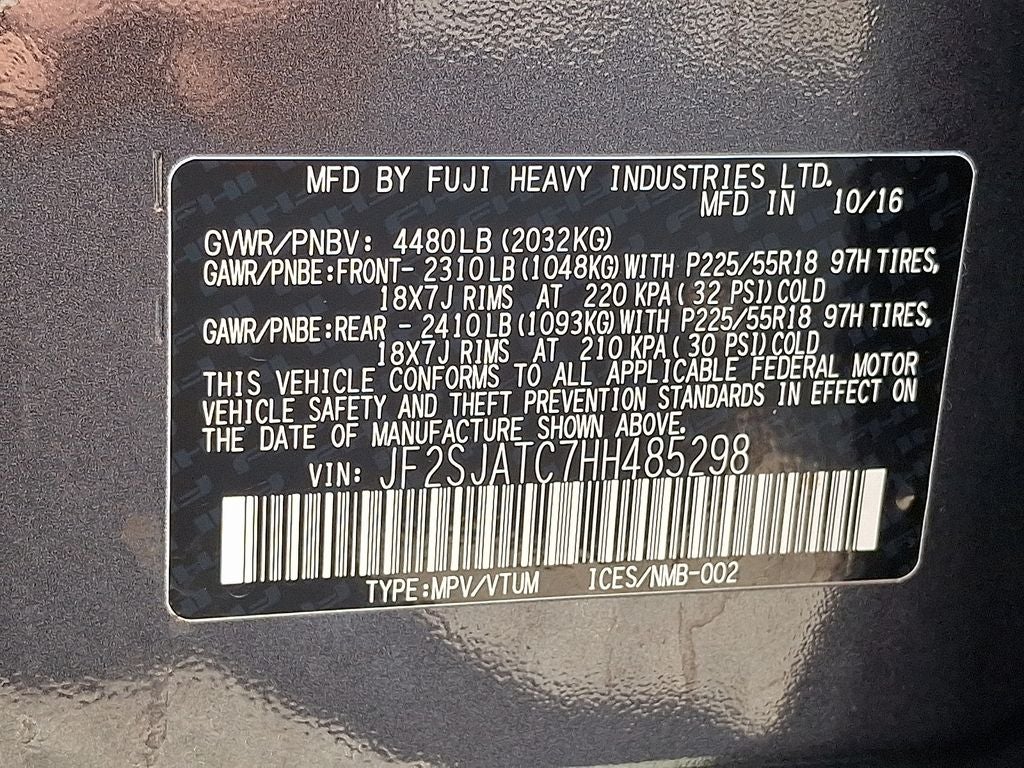 MFD BY FUJI HEAVY INDUSTRIES LTD.
MFD IN 10/16
GVWR/PNBV: 4480LB (2032KG)
GAWR/PNBE:FRONT- 2310LB (1048KG) WITH P225/55R18 97H TIRES,
18X7J RIMS AT 220 KPA ( 32 PSI) COLD
GAWR/PNBE:REAR - 2410LB (1093KG) WITH P225/55R18 97H TIRES,
18X7J RIMS AT 210 KPA ( 30 PSI) COLD
THIS VEHICLE CONFORMS TO ALL APPLICABLE FEDERAL MOTOR
VEHICLE SAFETY AND THEFT PREVENTION STANDARDS IN EFFECT ON
THE DATE OF MANUFACTURE SHOWN ABOVE.
VIN: JF2SJATC7HH485298
TYPE:MPV/VTUM ICES/NMB-002